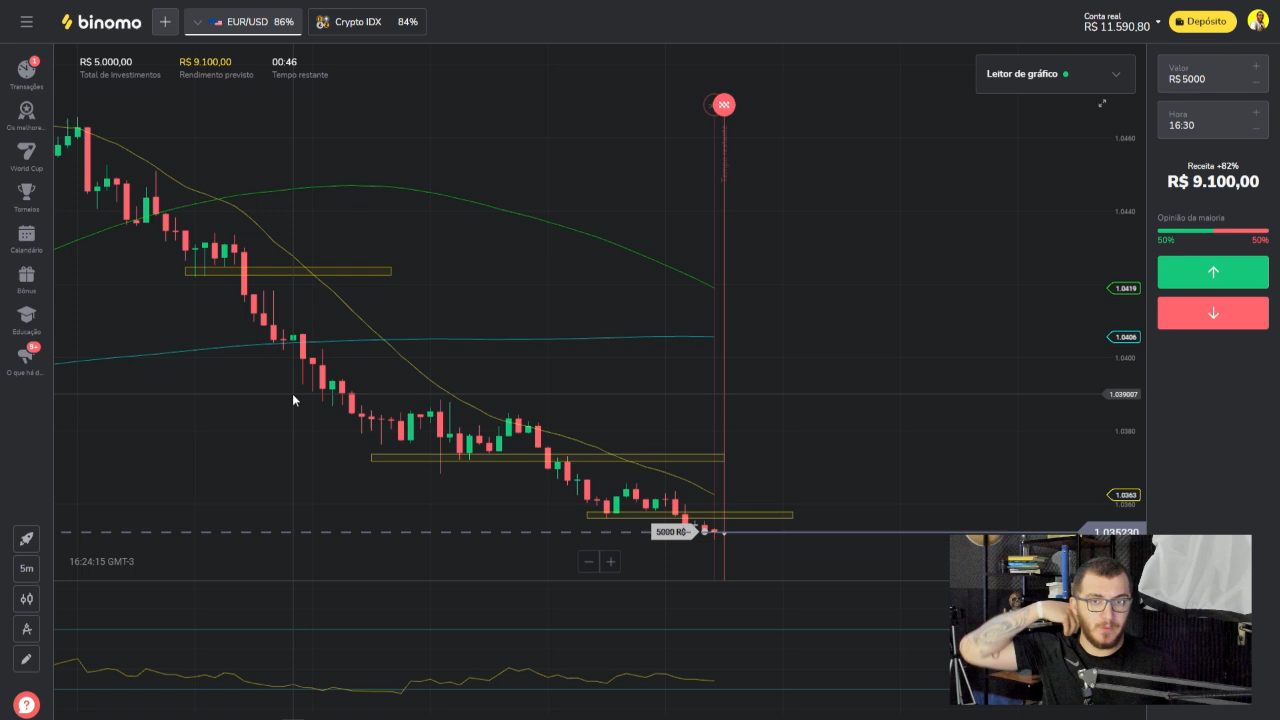 binomo
+
EUR/USD 86%
Crypto IDX 84%
Conta real
R$ 11.590,80
Depósito
Transações
1
Os melhore...
World Cup
Torneios
Calendário
Bônus
Educação
9+
O que há d...
R$ 5.000,00
Total de investimentos
R$ 9.100,00
Rendimento previsto
00:46
Tempo restante
Leitor de gráfico
1.0460
1.0440
1.0419
1.0406
1.0400
1.039007
1.0380
1.0363
1.0360
1.035230
5000 R$
16:24:15 GMT-3
5m
Valor
R$ 5000
Hora
16:30
Receita +82%
R$ 9.100,00
Opinião da maioria
50% 50%